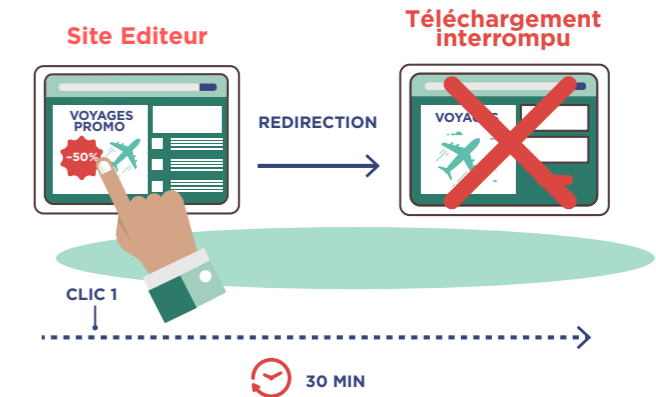 Site Editeur
Téléchargement
interrompu
VOYAGES
PROMO
-50%
REDIRECTION
CLIC 1
30 MIN